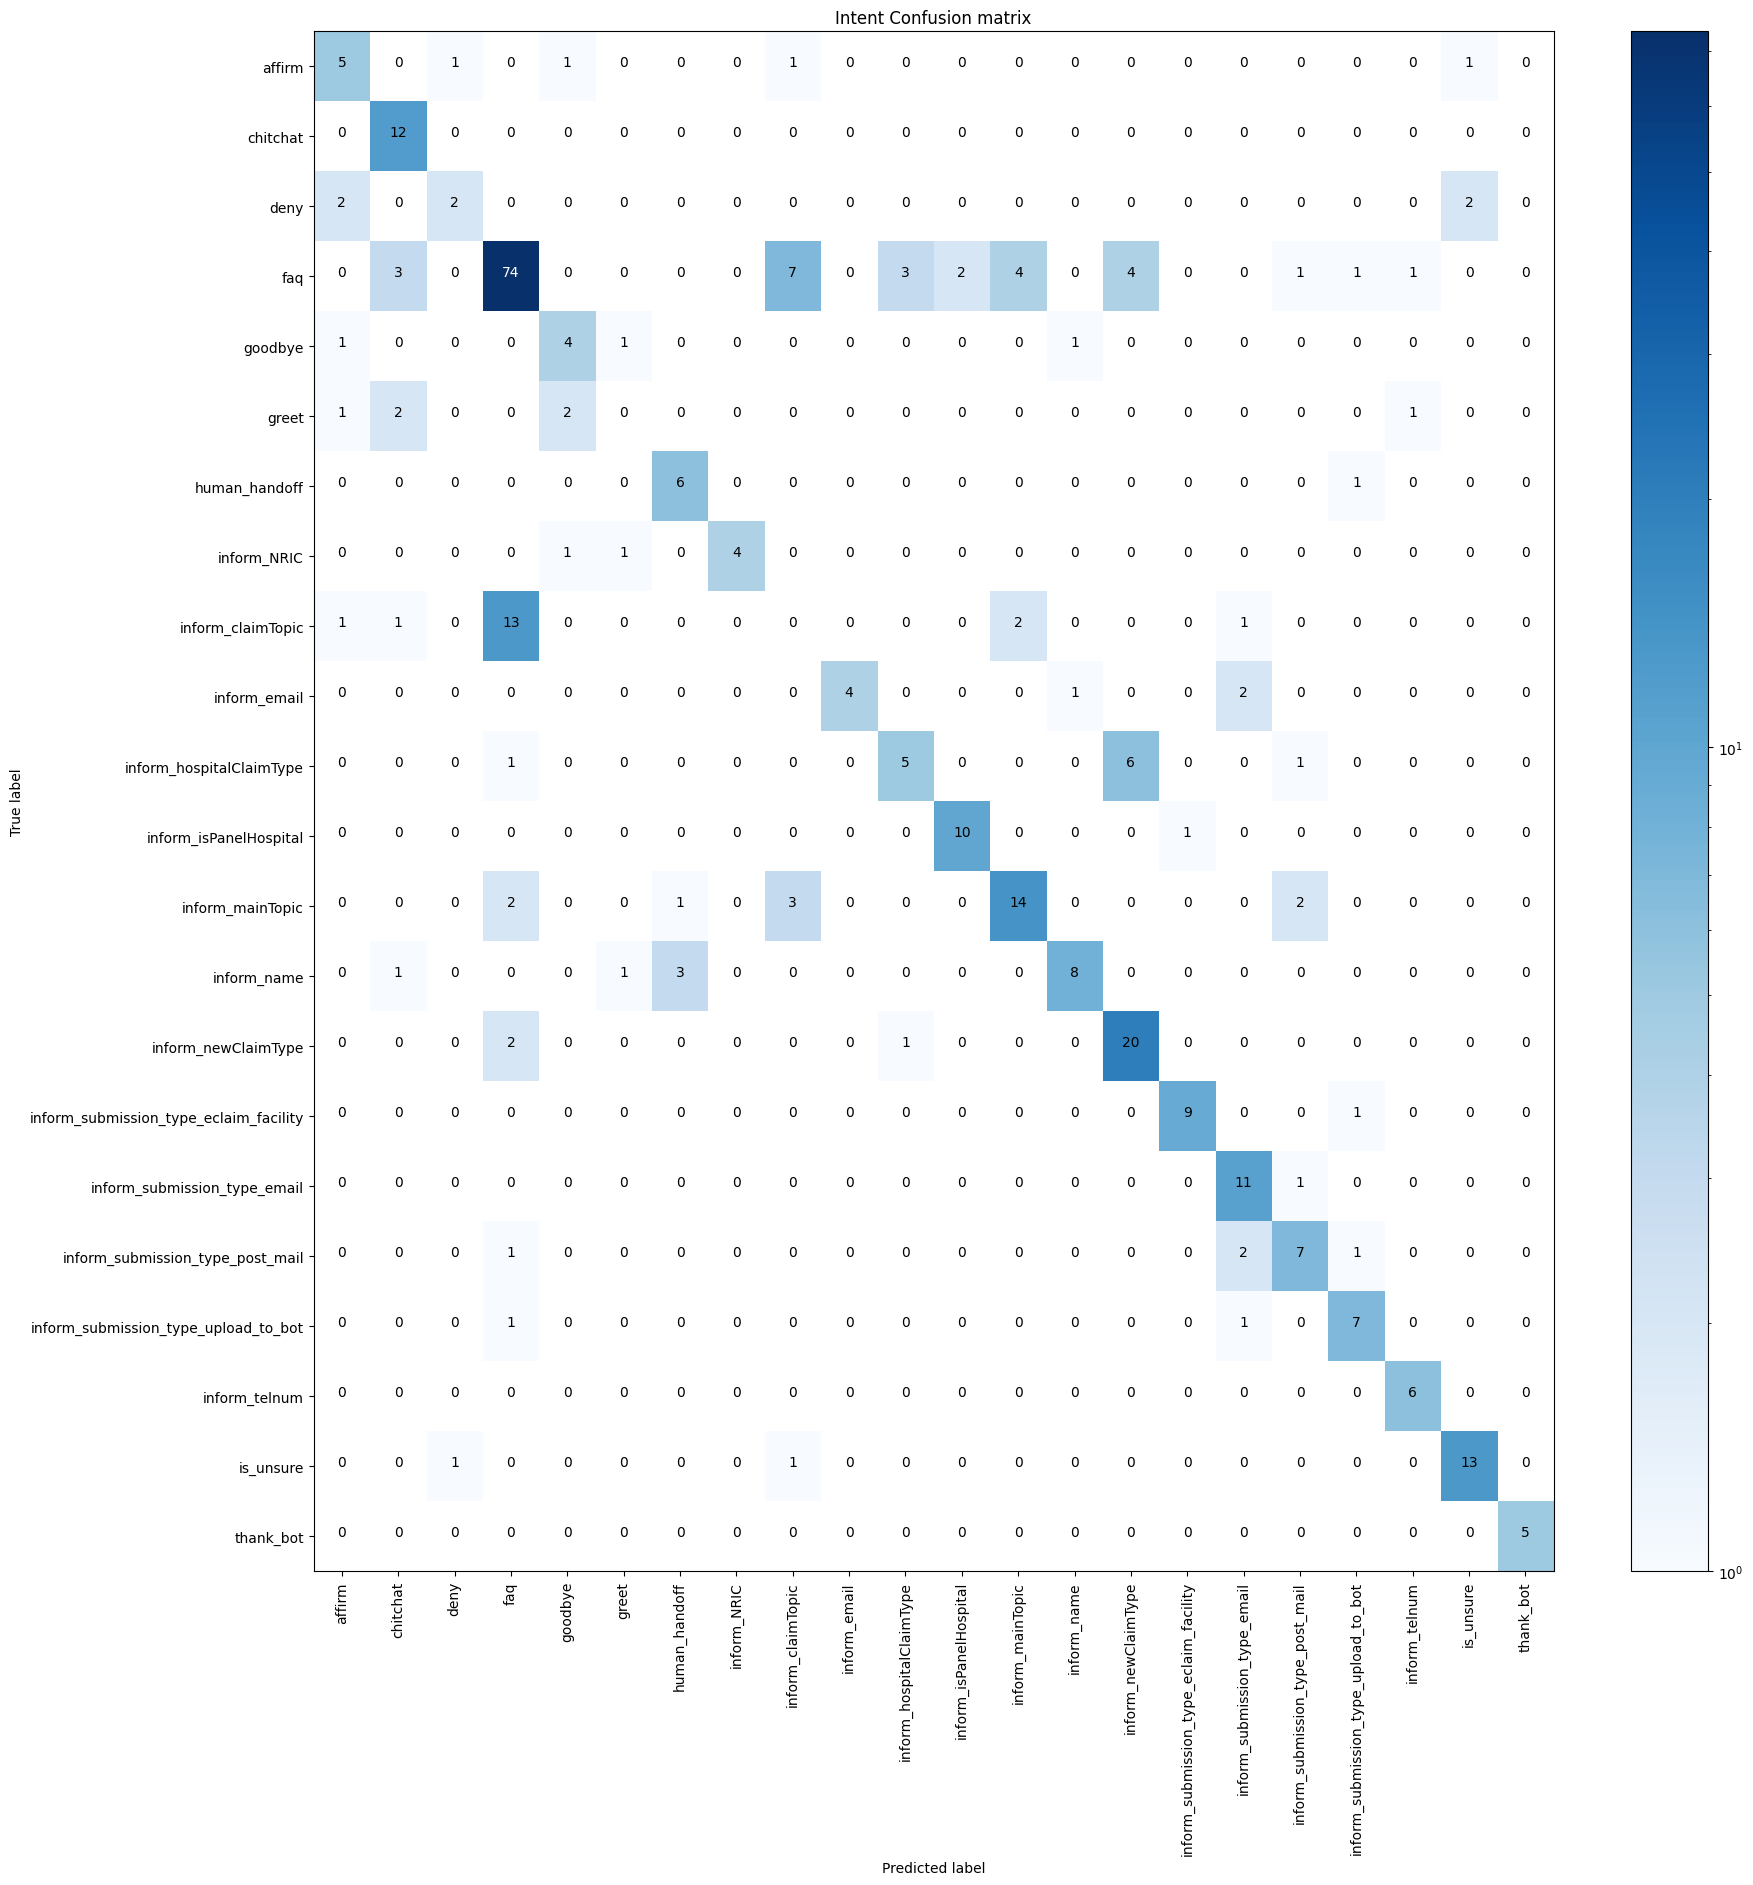 Intent Confusion matrix
affirm 5 0 1 0 1 0 0 0 1 0 0 0 0 0 0 0 0 0 0 0 1 0
chitchat 0 12 0 0 0 0 0 0 0 0 0 0 0 0 0 0 0 0 0 0 0 0
deny 2 0 2 0 0 0 0 0 0 0 0 0 0 0 0 0 0 0 0 0 2 0
faq 0 3 0 74 0 0 0 0 7 0 3 2 4 0 4 0 0 1 1 1 0 0
goodbye 1 0 0 0 4 1 0 0 0 0 0 0 0 1 0 0 0 0 0 0 0 0
greet 1 2 0 0 2 0 0 0 0 0 0 0 0 0 0 0 0 0 0 1 0 0
human_handoff 0 0 0 0 0 0 6 0 0 0 0 0 0 0 0 0 0 0 1 0 0 0
inform_NRIC 0 0 0 0 1 1 0 4 0 0 0 0 0 0 0 0 0 0 0 0 0 0
inform_claimTopic 1 1 0 13 0 0 0 0 0 0 0 0 2 0 0 0 1 0 0 0 0 0
inform_email 0 0 0 0 0 0 0 0 0 4 0 0 0 1 0 0 2 0 0 0 0 0
inform_hospitalClaimType 0 0 0 1 0 0 0 0 0 0 5 0 0 0 6 0 0 1 0 0 0 0
inform_isPanelHospital 0 0 0 0 0 0 0 0 0 0 0 10 0 0 0 1 0 0 0 0 0 0
inform_mainTopic 0 0 0 2 0 0 1 0 3 0 0 0 14 0 0 0 0 2 0 0 0 0
inform_name 0 1 0 0 0 1 3 0 0 0 0 0 0 8 0 0 0 0 0 0 0 0
inform_newClaimType 0 0 0 2 0 0 0 0 0 0 1 0 0 0 20 0 0 0 0 0 0 0
inform_submission_type_eclaim_facility 0 0 0 0 0 0 0 0 0 0 0 0 0 0 0 9 0 0 1 0 0 0
inform_submission_type_email 0 0 0 0 0 0 0 0 0 0 0 0 0 0 0 0 11 1 0 0 0 0
inform_submission_type_post_mail 0 0 0 1 0 0 0 0 0 0 0 0 0 0 0 0 2 7 1 0 0 0
inform_submission_type_upload_to_bot 0 0 0 1 0 0 0 0 0 0 0 0 0 0 0 0 1 0 7 0 0 0
inform_telnum 0 0 0 0 0 0 0 0 0 0 0 0 0 0 0 0 0 0 0 6 0 0
is_unsure 0 0 1 0 0 0 0 0 1 0 0 0 0 0 0 0 0 0 0 0 13 0
thank_bot 0 0 0 0 0 0 0 0 0 0 0 0 0 0 0 0 0 0 0 0 0 5
True label
affirm
chitchat
deny
faq
goodbye
greet
human_handoff
inform_NRIC
inform_claimTopic
inform_email
inform_hospitalClaimType
inform_isPanelHospital
inform_mainTopic
inform_name
inform_newClaimType
inform_submission_type_eclaim_facility
inform_submission_type_email
inform_submission_type_post_mail
inform_submission_type_upload_to_bot
inform_telnum
is_unsure
thank_bot
Predicted label
10¹
10⁰